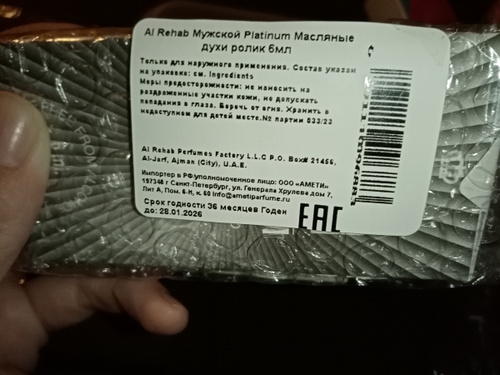 Al Rehab Мужской Platinum Масляные
духи ролик 6мл
Только для наружного применения. Состав указан
на упаковке: см. Ingredients
Меры предосторожности: не наносить на
раздраженные участки кожи, не допускать
попадания в глаза. Беречь от огня. Хранить в
недоступном для детей месте.№ партии 033/23
Al Rehab Perfumes Factory L.L.C P.O. Box# 21456,
Al-Jarf, Ajman (City), U.A.E.
Импортер в РФ/уполномоченное лицо: ООО «АМЕТИ»
197348 г Санкт-Петербург, ул. Генерала Хрулева дом 7,
Лит А, Пом. 6-Н, к. 60 info@ametiparfume.ru
Срок годности 36 месяцев Годен
до: 28.01.2026
EAC